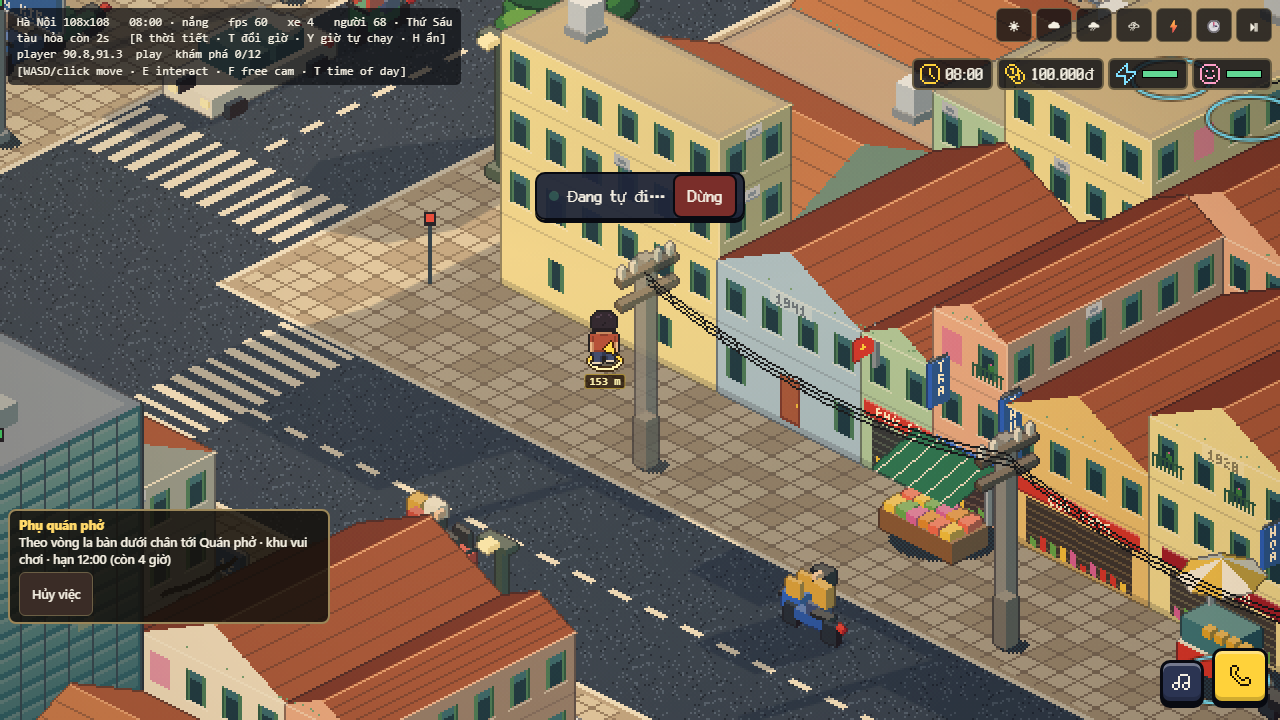 Hà Nội 108x108   08:00 · nắng   fps 60   xe 4   người 68 · Thứ Sáu
tàu hỏa còn 2s   [R thời tiết · T đổi giờ · Y giờ tự chạy · H ẩn]
player 90.8,91.3  play  khám phá 0/12
[WASD/click move · E interact · F free cam · T time of day]
08:00
100.000đ
Đang tự đi…
Dừng
1941
TRÀ
153 m
1928
Phụ quán phở
Theo vòng la bàn dưới chân tới Quán phở · khu vui
chơi · hạn 12:00 (còn 4 giờ)
Hủy việc